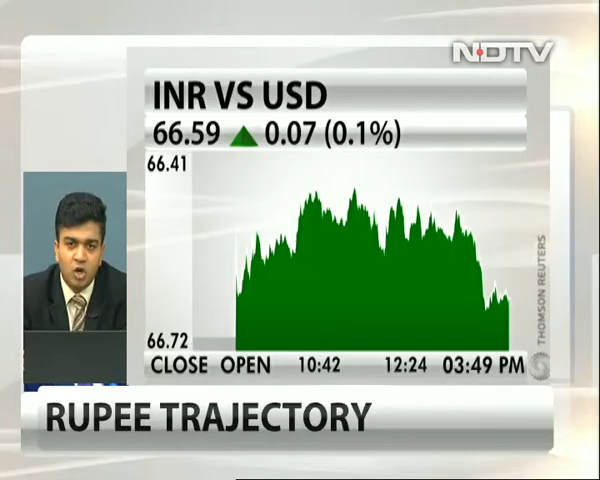 NDTV
INR VS USD
66.59 ▲ 0.07 (0.1%)
66.41
66.72
CLOSE OPEN 10:42 12:24 03:49 PM
THOMSON REUTERS
RUPEE TRAJECTORY